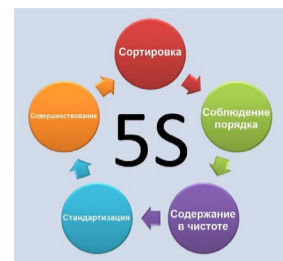 Сортировка
Соблюдение
порядка
Содержание
в чистоте
Стандартизация
Совершенствование
5S